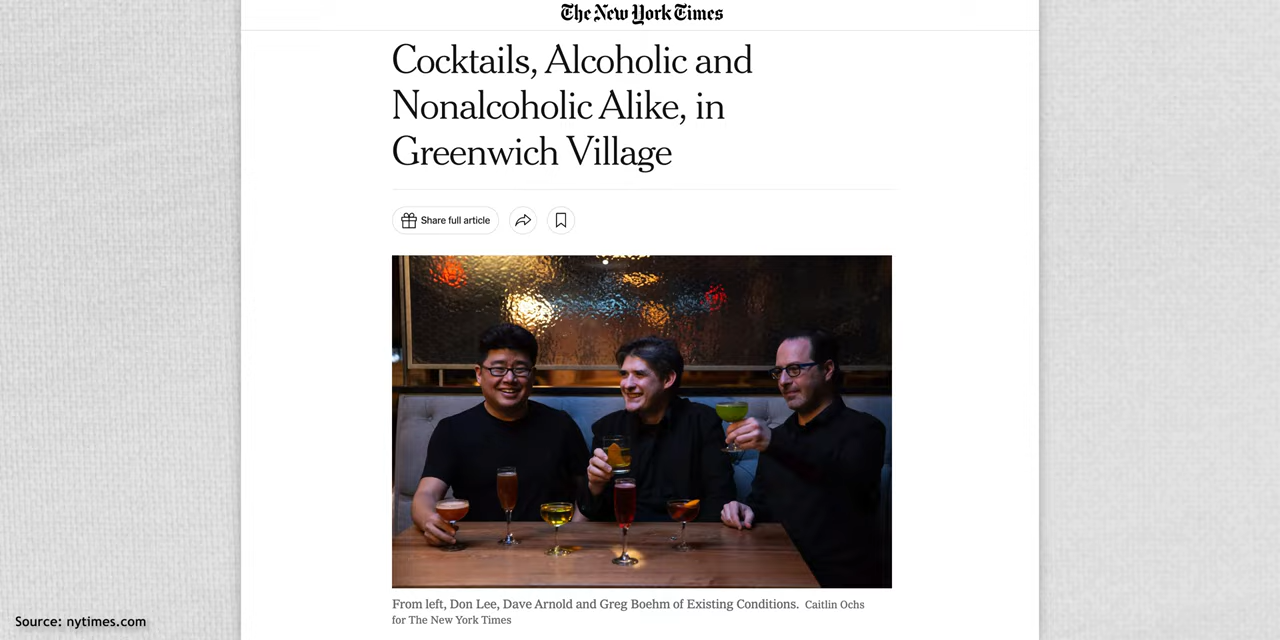 The New York Times
Cocktails, Alcoholic and
Nonalcoholic Alike, in
Greenwich Village
Share full article
From left, Don Lee, Dave Arnold and Greg Boehm of Existing Conditions. Caitlin Ochs
for The New York Times
Source: nytimes.com